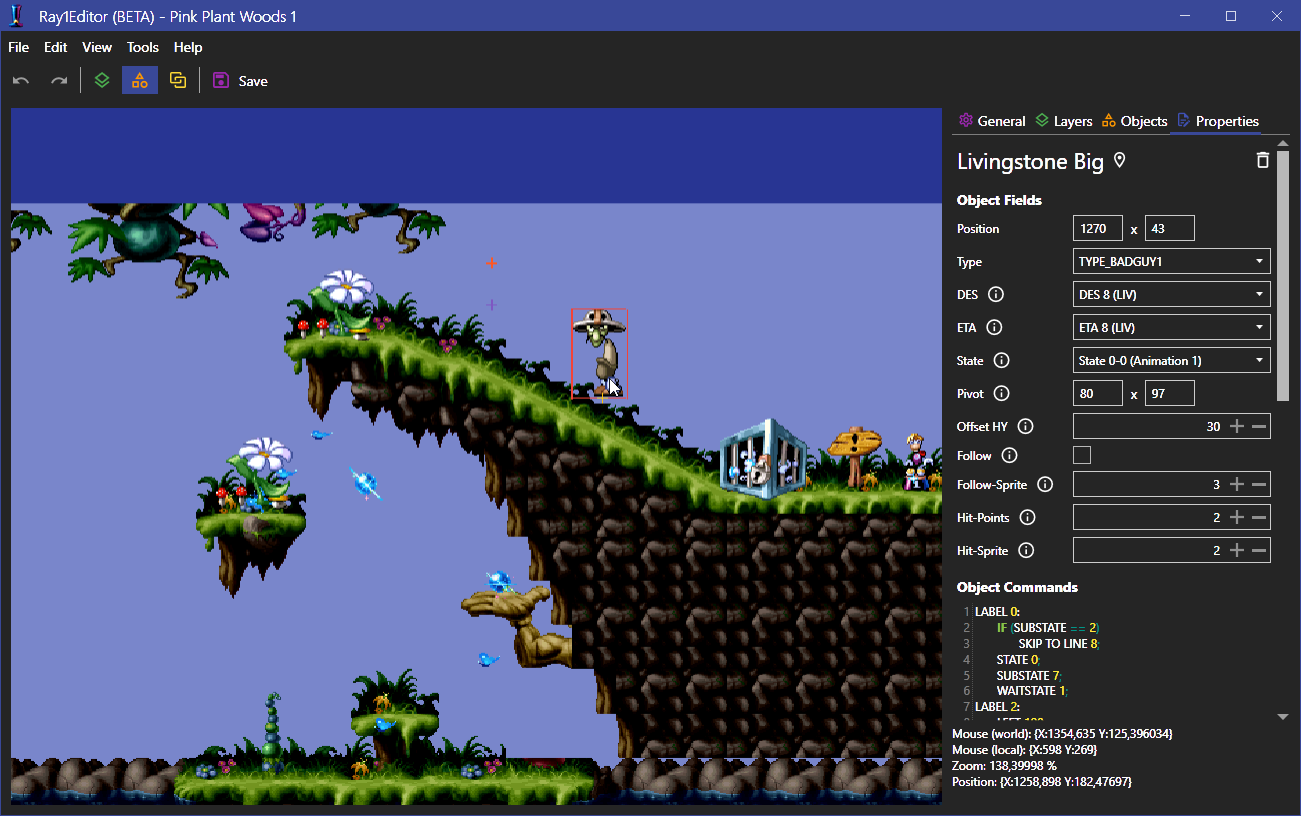 Ray1Editor (BETA) - Pink Plant Woods 1
File Edit View Tools Help
Save
General Layers Objects Properties
Livingstone Big
Object Fields
Position 1270 x 43
Type TYPE_BADGUY1
DES DES 8 (LIV)
ETA ETA 8 (LIV)
State State 0-0 (Animation 1)
Pivot 80 x 97
Offset HY 30
Follow
Follow-Sprite 3
Hit-Points 2
Hit-Sprite 2
Object Commands
1 LABEL 0:
2 IF (SUBSTATE == 2)
3 SKIP TO LINE 8;
4 STATE 0;
5 SUBSTATE 7;
6 WAITSTATE 1;
7 LABEL 2:
Mouse (world): {X:1354,635 Y:125,396034}
Mouse (local): {X:598 Y:269}
Zoom: 138,39998 %
Position: {X:1258,898 Y:182,47697}